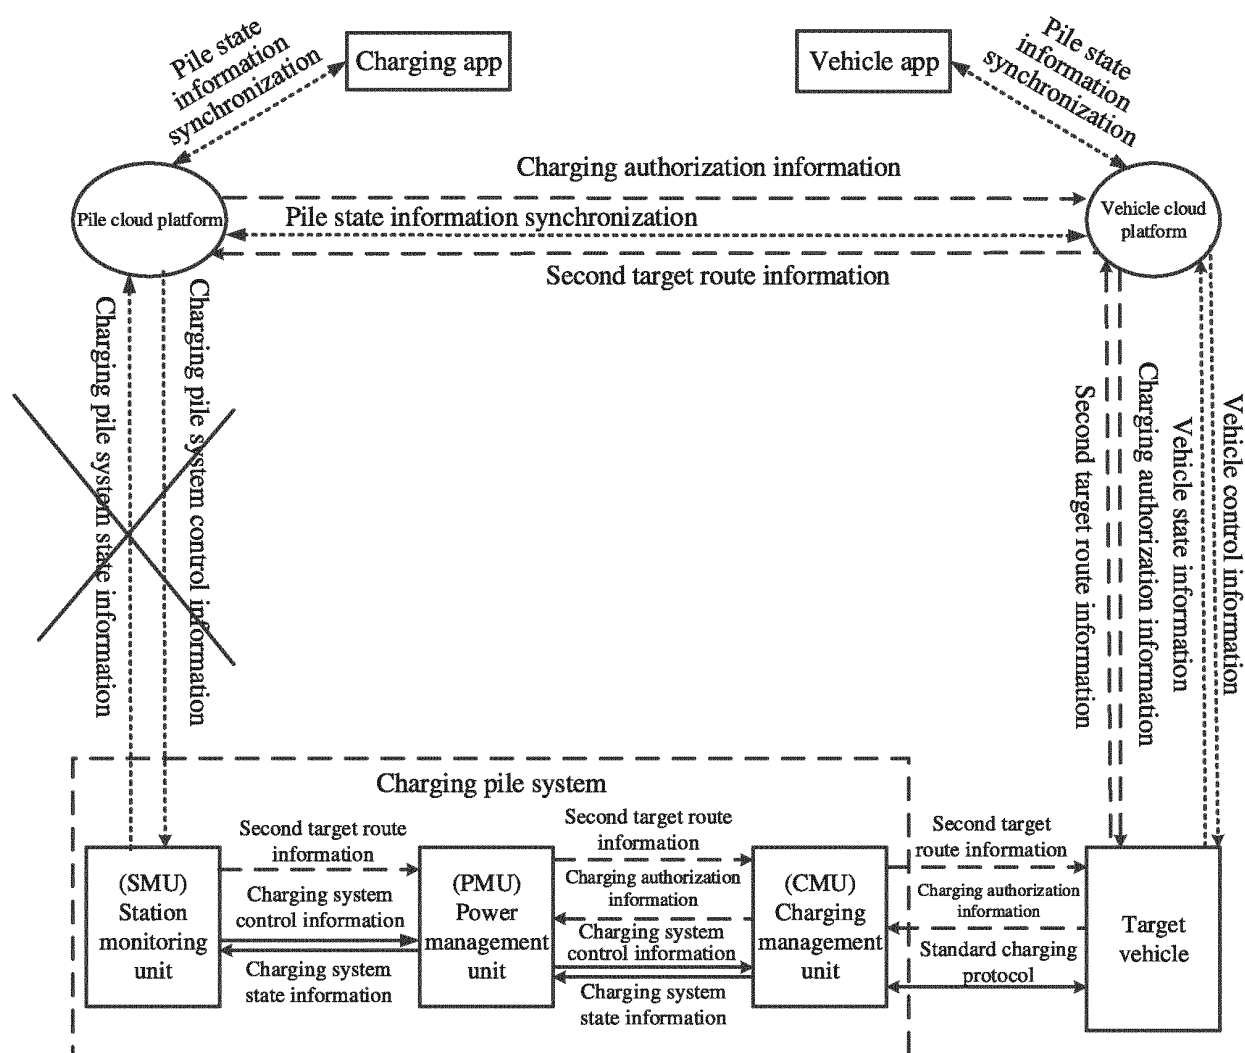 Pile state
information
synchronization
Charging app
Vehicle app
Pile state
information
synchronization
Charging authorization information
Pile cloud platform
Pile state information synchronization
Vehicle cloud
platform
Second target route information
Charging pile system state information
Charging pile system control information
Second target route information
Charging authorization information
Vehicle state information
Vehicle control information
Charging pile system
Second target route
information
Second target route
information
Second target
route information
(SMU)
Station
monitoring
unit
Charging system
control information
Charging system
state information
(PMU)
Power
management
unit
Charging authorization
information
Charging system
control information
Charging system
state information
(CMU)
Charging
management
unit
Charging authorization
information
Standard charging
protocol
Target
vehicle